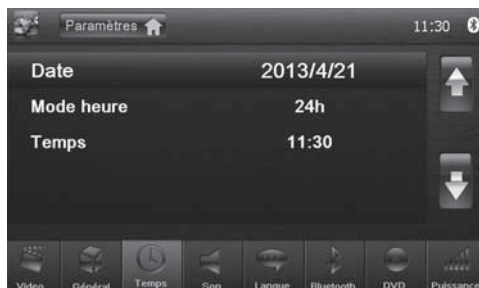 Paramètres 11:30
Date 2013/4/21
Mode heure 24h
Temps 11:30
Video Général Temps Son Langue Bluetooth DVD Puissance